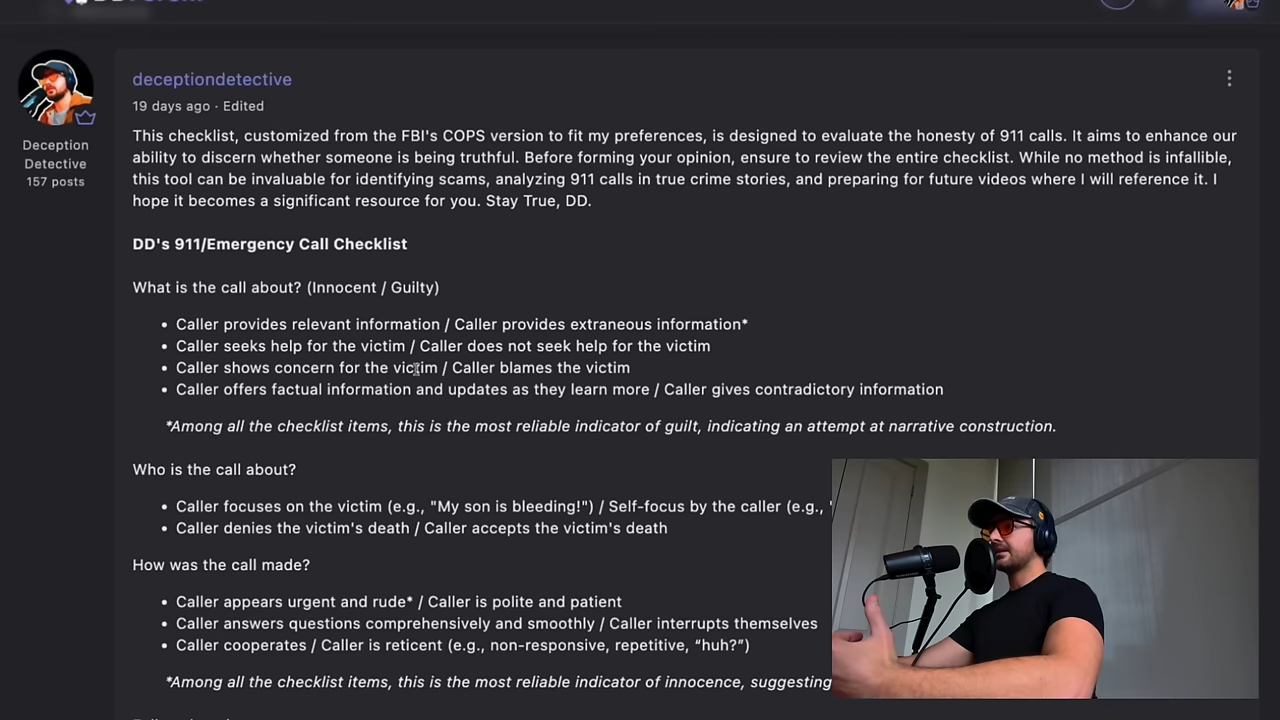 deceptiondetective
19 days ago · Edited
Deception
Detective
157 posts
This checklist, customized from the FBI's COPS version to fit my preferences, is designed to evaluate the honesty of 911 calls. It aims to enhance our
ability to discern whether someone is being truthful. Before forming your opinion, ensure to review the entire checklist. While no method is infallible,
this tool can be invaluable for identifying scams, analyzing 911 calls in true crime stories, and preparing for future videos where I will reference it. I
hope it becomes a significant resource for you. Stay True, DD.
DD's 911/Emergency Call Checklist
What is the call about? (Innocent / Guilty)
• Caller provides relevant information / Caller provides extraneous information*
• Caller seeks help for the victim / Caller does not seek help for the victim
• Caller shows concern for the victim / Caller blames the victim
• Caller offers factual information and updates as they learn more / Caller gives contradictory information
*Among all the checklist items, this is the most reliable indicator of guilt, indicating an attempt at narrative construction.
Who is the call about?
• Caller focuses on the victim (e.g., "My son is bleeding!") / Self-focus by the caller (e.g., "
• Caller denies the victim's death / Caller accepts the victim's death
How was the call made?
• Caller appears urgent and rude* / Caller is polite and patient
• Caller answers questions comprehensively and smoothly / Caller interrupts themselves
• Caller cooperates / Caller is reticent (e.g., non-responsive, repetitive, “huh?”)
*Among all the checklist items, this is the most reliable indicator of innocence, suggesting